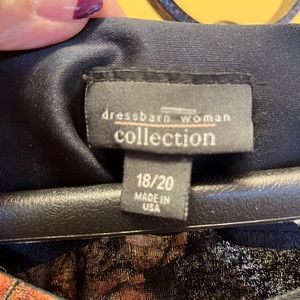 dressbarn woman
collection
18/20
MADE IN
USA